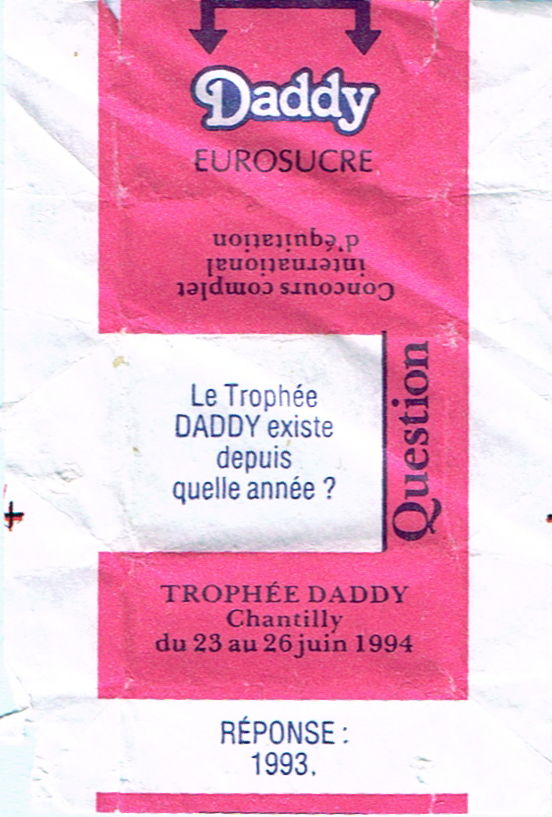 Daddy
EUROSUCRE
Concours complet
international
d'équitation
Le Trophée
DADDY existe
depuis
quelle année ?
Question
TROPHÉE DADDY
Chantilly
du 23 au 26 juin 1994
RÉPONSE :
1993.